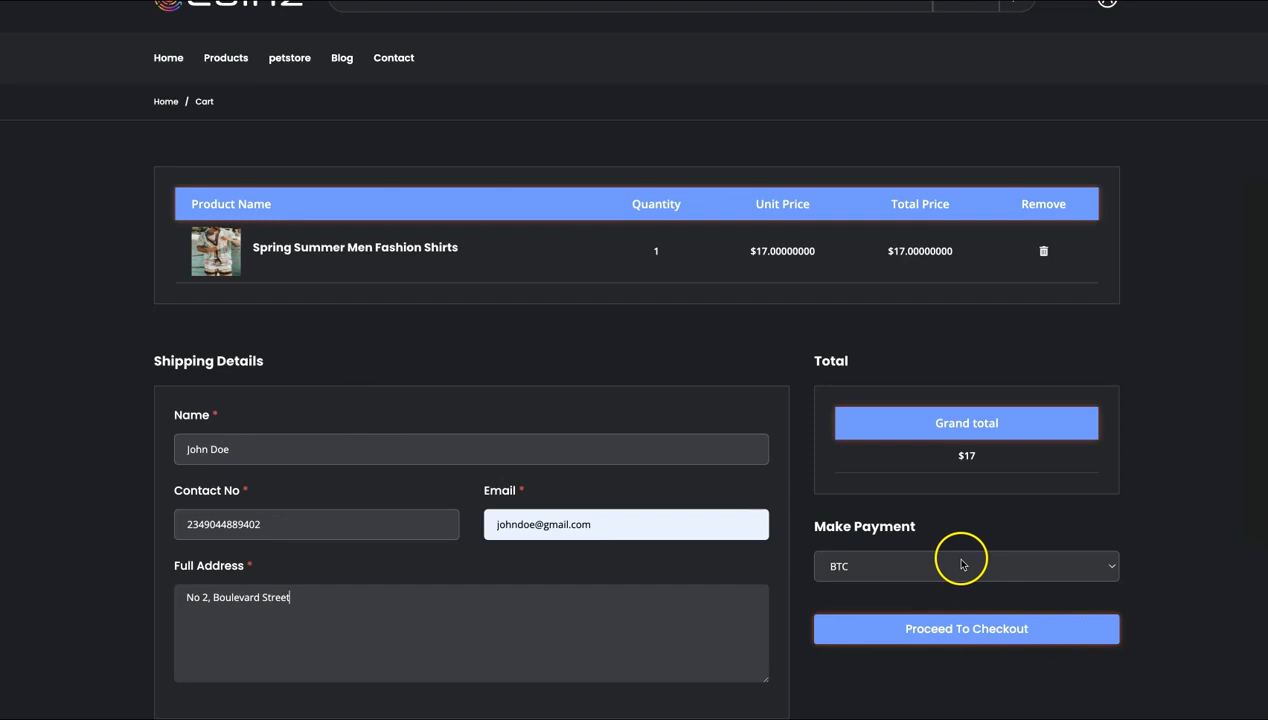 Home Products petstore Blog Contact
Home / Cart
Product Name Quantity Unit Price Total Price Remove
Spring Summer Men Fashion Shirts 1 $17.00000000 $17.00000000
Shipping Details
Total
Name *
Grand total
John Doe
$17
Contact No * Email *
2349044889402 johndoe@gmail.com
Make Payment
Full Address *
BTC
No 2, Boulevard Street
Proceed To Checkout